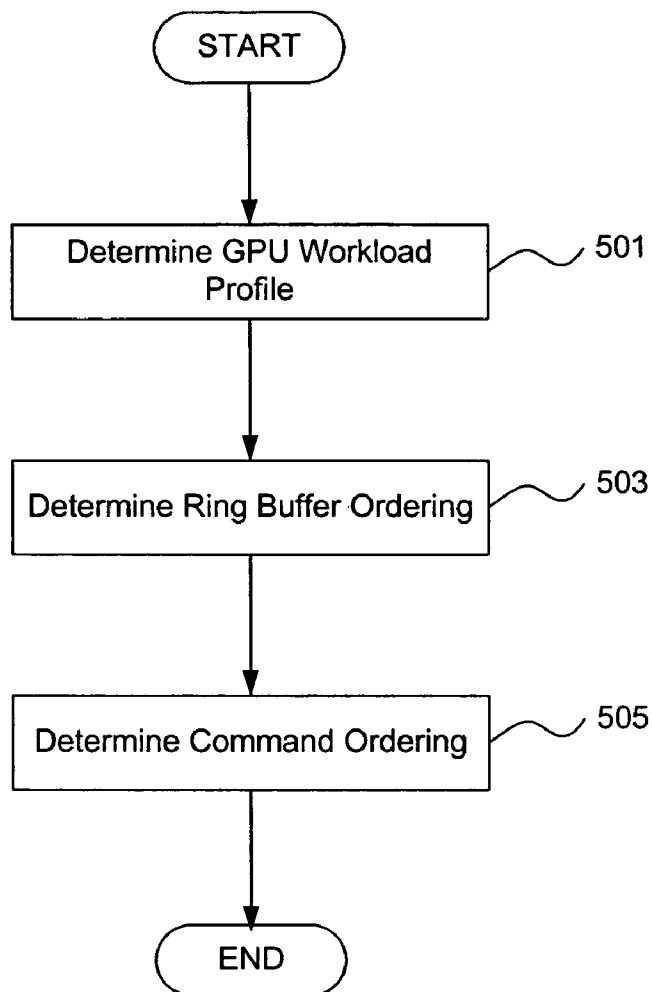 START
Determine GPU Workload
Profile
501
Determine Ring Buffer Ordering
503
Determine Command Ordering
505
END